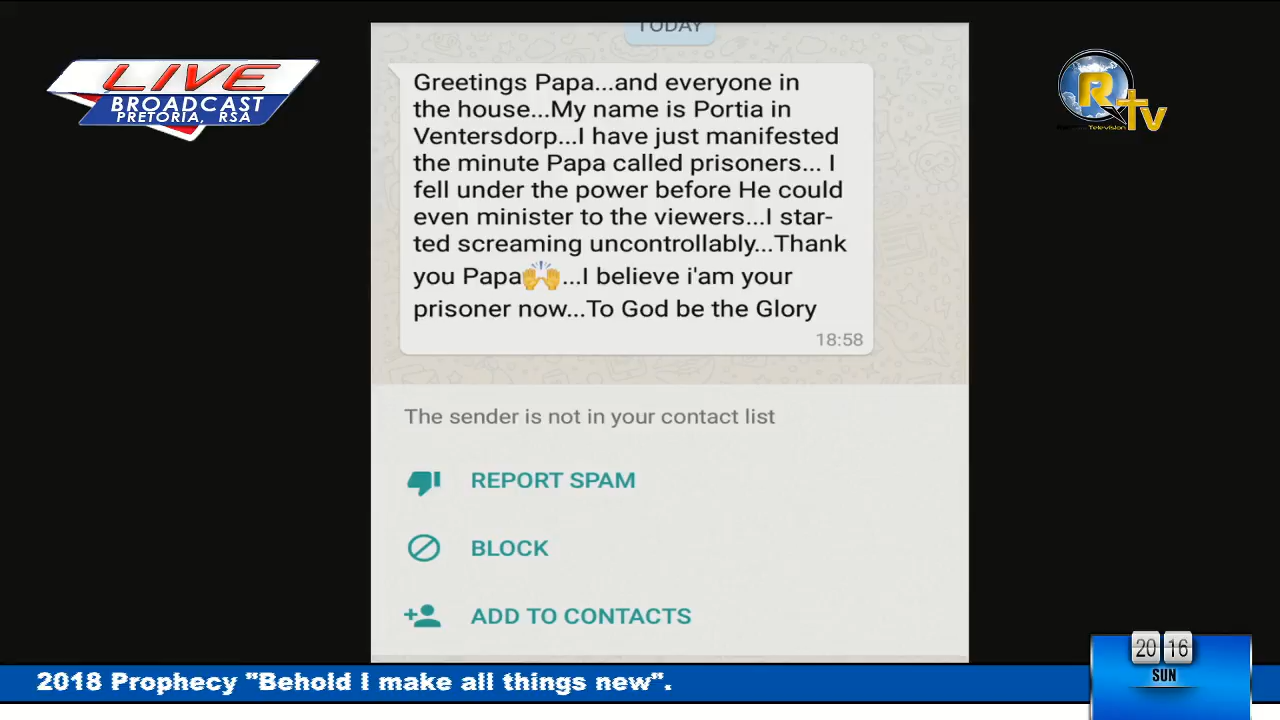 TODAY
LIVE
BROADCAST
PRETORIA, RSA
R tv
Television
Greetings Papa...and everyone in
the house...My name is Portia in
Ventersdorp...I have just manifested
the minute Papa called prisoners... I
fell under the power before He could
even minister to the viewers...I star-
ted screaming uncontrollably...Thank
you Papa🙌...I believe i'am your
prisoner now...To God be the Glory
18:58
The sender is not in your contact list
REPORT SPAM
BLOCK
ADD TO CONTACTS
20 16
SUN
2018 Prophecy "Behold I make all things new".